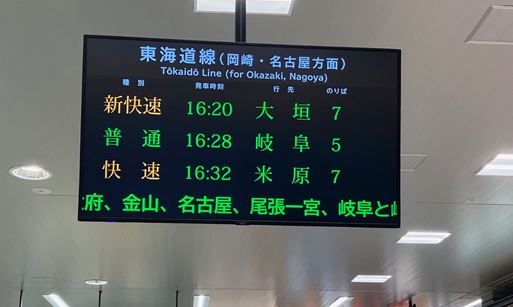 東海道線(岡崎・名古屋方面)
Tōkaidō Line (for Okazaki, Nagoya)
種別 発車時刻 行先 のりば
新快速 16:20 大垣 7
普通 16:28 岐阜 5
快速 16:32 米原 7
府、金山、名古屋、尾張一宮、岐阜と